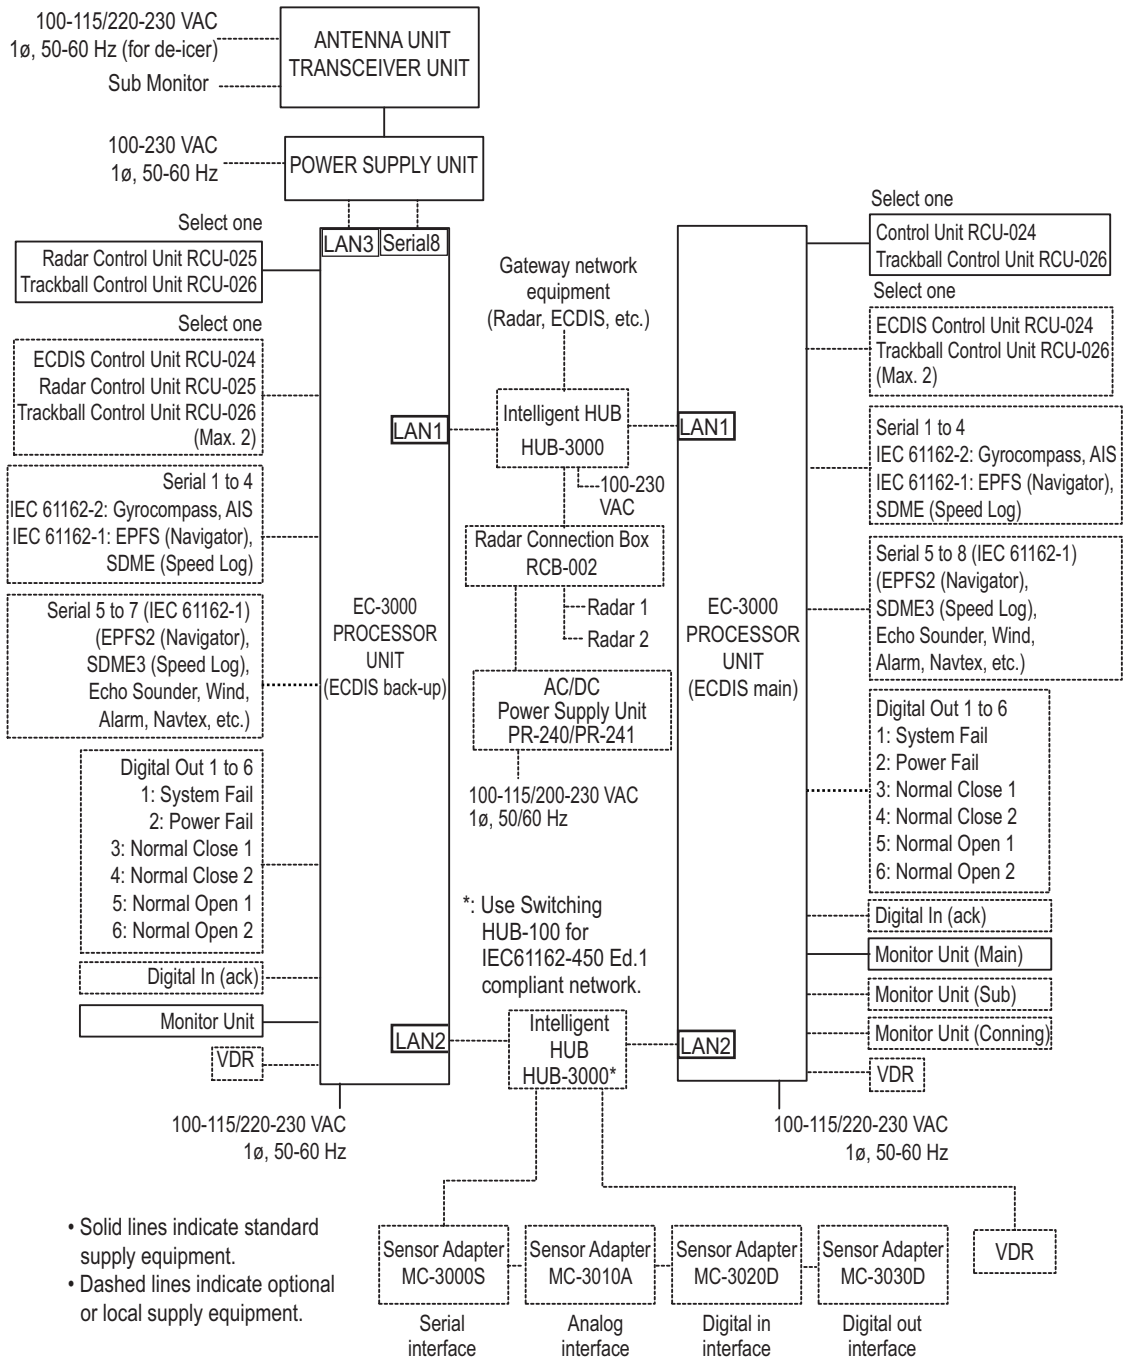 100-115/220-230 VAC
1ø, 50-60 Hz (for de-icer)
Sub Monitor
ANTENNA UNIT
TRANSCEIVER UNIT
100-230 VAC
1ø, 50-60 Hz
POWER SUPPLY UNIT
LAN3
Serial8
Select one
Radar Control Unit RCU-025
Trackball Control Unit RCU-026
Select one
ECDIS Control Unit RCU-024
Radar Control Unit RCU-025
Trackball Control Unit RCU-026
(Max. 2)
Serial 1 to 4
IEC 61162-2: Gyrocompass, AIS
IEC 61162-1: EPFS (Navigator),
SDME (Speed Log)
Serial 5 to 7 (IEC 61162-1)
(EPFS2 (Navigator),
SDME3 (Speed Log),
Echo Sounder, Wind,
Alarm, Navtex, etc.)
Digital Out 1 to 6
1: System Fail
2: Power Fail
3: Normal Close 1
4: Normal Close 2
5: Normal Open 1
6: Normal Open 2
Digital In (ack)
Monitor Unit
VDR
LAN1
EC-3000
PROCESSOR
UNIT
(ECDIS back-up)
LAN2
100-115/220-230 VAC
1ø, 50-60 Hz
Gateway network
equipment
(Radar, ECDIS, etc.)
Intelligent HUB
HUB-3000
100-230
VAC
Radar Connection Box
RCB-002
Radar 1
Radar 2
AC/DC
Power Supply Unit
PR-240/PR-241
100-115/200-230 VAC
1ø, 50/60 Hz
*: Use Switching
HUB-100 for
IEC61162-450 Ed.1
compliant network.
Intelligent
HUB
HUB-3000*
LAN1
EC-3000
PROCESSOR
UNIT
(ECDIS main)
LAN2
100-115/220-230 VAC
1ø, 50-60 Hz
Select one
Control Unit RCU-024
Trackball Control Unit RCU-026
Select one
ECDIS Control Unit RCU-024
Trackball Control Unit RCU-026
(Max. 2)
Serial 1 to 4
IEC 61162-2: Gyrocompass, AIS
IEC 61162-1: EPFS (Navigator),
SDME (Speed Log)
Serial 5 to 8 (IEC 61162-1)
(EPFS2 (Navigator),
SDME3 (Speed Log),
Echo Sounder, Wind,
Alarm, Navtex, etc.)
Digital Out 1 to 6
1: System Fail
2: Power Fail
3: Normal Close 1
4: Normal Close 2
5: Normal Open 1
6: Normal Open 2
Digital In (ack)
Monitor Unit (Main)
Monitor Unit (Sub)
Monitor Unit (Conning)
VDR
• Solid lines indicate standard
supply equipment.
• Dashed lines indicate optional
or local supply equipment.
Sensor Adapter
MC-3000S
Serial
interface
Sensor Adapter
MC-3010A
Analog
interface
Sensor Adapter
MC-3020D
Digital in
interface
Sensor Adapter
MC-3030D
Digital out
interface
VDR